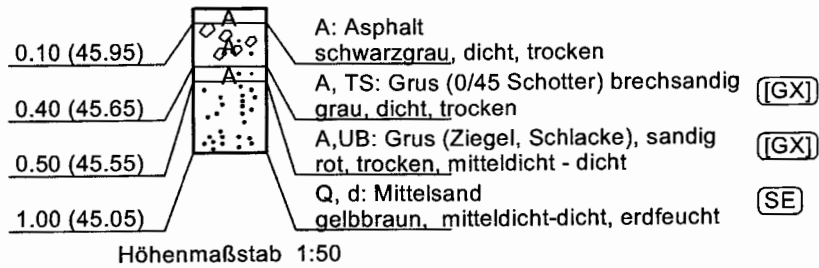 A
A: Asphalt
0.10 (45.95)
schwarzgrau, dicht, trocken
A
A, TS: Grus (0/45 Schotter) brechsandig
([GX])
A
0.40 (45.65)
grau, dicht, trocken
A,UB: Grus (Ziegel, Schlacke), sandig
([GX])
0.50 (45.55)
rot, trocken, mitteldicht - dicht
Q, d: Mittelsand
(SE)
1.00 (45.05)
gelbbraun, mitteldicht-dicht, erdfeucht
Höhenmaßstab 1:50